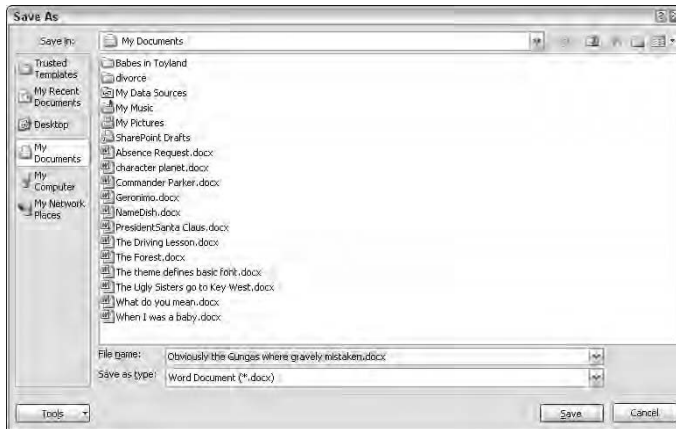 Save As
Save in:
My Documents
Trusted
Templates
My Recent
Documents
Desktop
My
Documents
My
Computer
My Network
Places
Babes in Toyland
divorce
My Data Sources
My Music
My Pictures
SharePoint Drafts
Absence Request.docx
character planet.docx
Commander Parker.docx
Geronimo.docx
NameDish.docx
PresidentSanta Claus.docx
The Driving Lesson.docx
The Forest.docx
The theme defines basic font.docx
The Ugly Sisters go to Key West.docx
What do you mean.docx
When I was a baby.docx
File name:
Obviously the Gungas where gravely mistaken.docx
Save as type:
Word Document (*.docx)
Tools
Save
Cancel